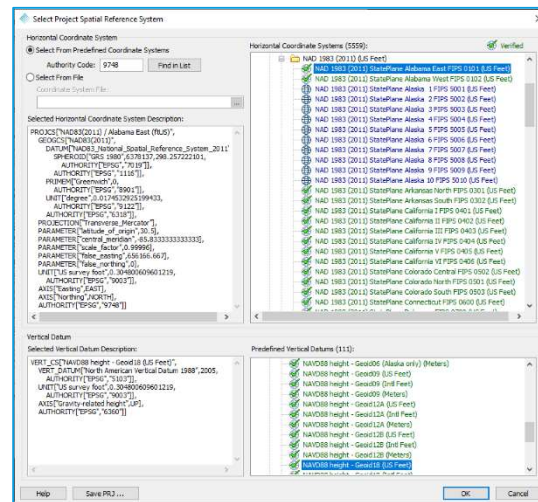 Select Project Spatial Reference System
Horizontal Coordinate System
Select From Predefined Coordinate Systems
Authority Code: 9748 Find in List
Select From File
Coordinate System File:
...
Selected Horizontal Coordinate System Description:
PROJCS["NAD83(2011) / Alabama East (ftUS)",
GEOGCS["NAD83(2011)",
DATUM["NAD83_National_Spatial_Reference_System_2011"
SPHEROID["GRS 1980",6378137,298.257222101,
AUTHORITY["EPSG","7019"]],
AUTHORITY["EPSG","1116"]],
PRIMEM["Greenwich",0,
AUTHORITY["EPSG","8901"]],
UNIT["degree",0.0174532925199433,
AUTHORITY["EPSG","9122"]],
AUTHORITY["EPSG","6318"]],
PROJECTION["Transverse_Mercator"],
PARAMETER["latitude_of_origin",30.5],
PARAMETER["central_meridian",-85.8333333333333],
PARAMETER["scale_factor",0.99996],
PARAMETER["false_easting",656166.667],
PARAMETER["false_northing",0],
UNIT["US survey foot",0.304800609601219,
AUTHORITY["EPSG","9003"]],
AXIS["Easting",EAST],
AXIS["Northing",NORTH],
AUTHORITY["EPSG","9748"]]
Horizontal Coordinate Systems (5559): Verified
NAD 1983 (2011) (US Feet)
NAD 1983 (2011) StatePlane Alabama East FIPS 0101 (US Feet)
NAD 1983 (2011) StatePlane Alabama West FIPS 0102 (US Feet)
NAD 1983 (2011) StatePlane Alaska 1 FIPS 5001 (US Feet)
NAD 1983 (2011) StatePlane Alaska 2 FIPS 5002 (US Feet)
NAD 1983 (2011) StatePlane Alaska 3 FIPS 5003 (US Feet)
NAD 1983 (2011) StatePlane Alaska 4 FIPS 5004 (US Feet)
NAD 1983 (2011) StatePlane Alaska 5 FIPS 5005 (US Feet)
NAD 1983 (2011) StatePlane Alaska 6 FIPS 5006 (US Feet)
NAD 1983 (2011) StatePlane Alaska 7 FIPS 5007 (US Feet)
NAD 1983 (2011) StatePlane Alaska 8 FIPS 5008 (US Feet)
NAD 1983 (2011) StatePlane Alaska 9 FIPS 5009 (US Feet)
NAD 1983 (2011) StatePlane Alaska 10 FIPS 5010 (US Feet)
NAD 1983 (2011) StatePlane Arkansas North FIPS 0301 (US Feet)
NAD 1983 (2011) StatePlane Arkansas South FIPS 0302 (US Feet)
NAD 1983 (2011) StatePlane California I FIPS 0401 (US Feet)
NAD 1983 (2011) StatePlane California II FIPS 0402 (US Feet)
NAD 1983 (2011) StatePlane California III FIPS 0403 (US Feet)
NAD 1983 (2011) StatePlane California IV FIPS 0404 (US Feet)
NAD 1983 (2011) StatePlane California V FIPS 0405 (US Feet)
NAD 1983 (2011) StatePlane California VI FIPS 0406 (US Feet)
NAD 1983 (2011) StatePlane Colorado Central FIPS 0502 (US Feet)
NAD 1983 (2011) StatePlane Colorado North FIPS 0501 (US Feet)
NAD 1983 (2011) StatePlane Colorado South FIPS 0503 (US Feet)
NAD 1983 (2011) StatePlane Connecticut FIPS 0600 (US Feet)
Vertical Datum
Selected Vertical Datum Description:
VERT_CS["NAVD88 height - Geoid18 (US Feet)",
VERT_DATUM["North American Vertical Datum 1988",2005,
AUTHORITY["EPSG","5103"]],
UNIT["US survey foot",0.304800609601219,
AUTHORITY["EPSG","9003"]],
AXIS["Gravity-related height",UP],
AUTHORITY["EPSG","6360"]]
Predefined Vertical Datums (111):
NAVD88 height - Geoid06 (Alaska only) (Meters)
NAVD88 height - Geoid09 (US Feet)
NAVD88 height - Geoid09 (Intl Feet)
NAVD88 height - Geoid09 (Meters)
NAVD88 height - Geoid12A (US Feet)
NAVD88 height - Geoid12A (Intl Feet)
NAVD88 height - Geoid12A (Meters)
NAVD88 height - Geoid12B (US Feet)
NAVD88 height - Geoid12B (Intl Feet)
NAVD88 height - Geoid12B (Meters)
NAVD88 height - Geoid18 (US Feet)
Help Save PRJ ... OK Cancel